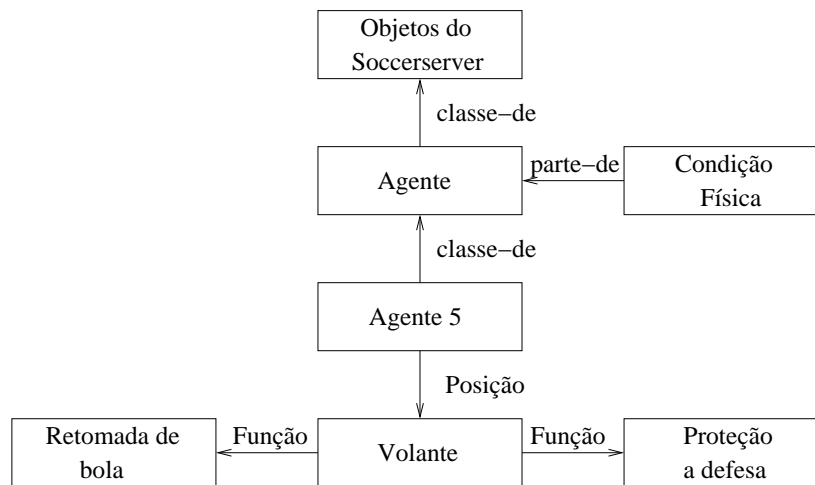 Objetos do
Soccerserver
classe−de
Agente
parte−de
Condição
Física
classe−de
Agente 5
Posição
Retomada de
bola
Função
Volante
Função
Proteção
a defesa